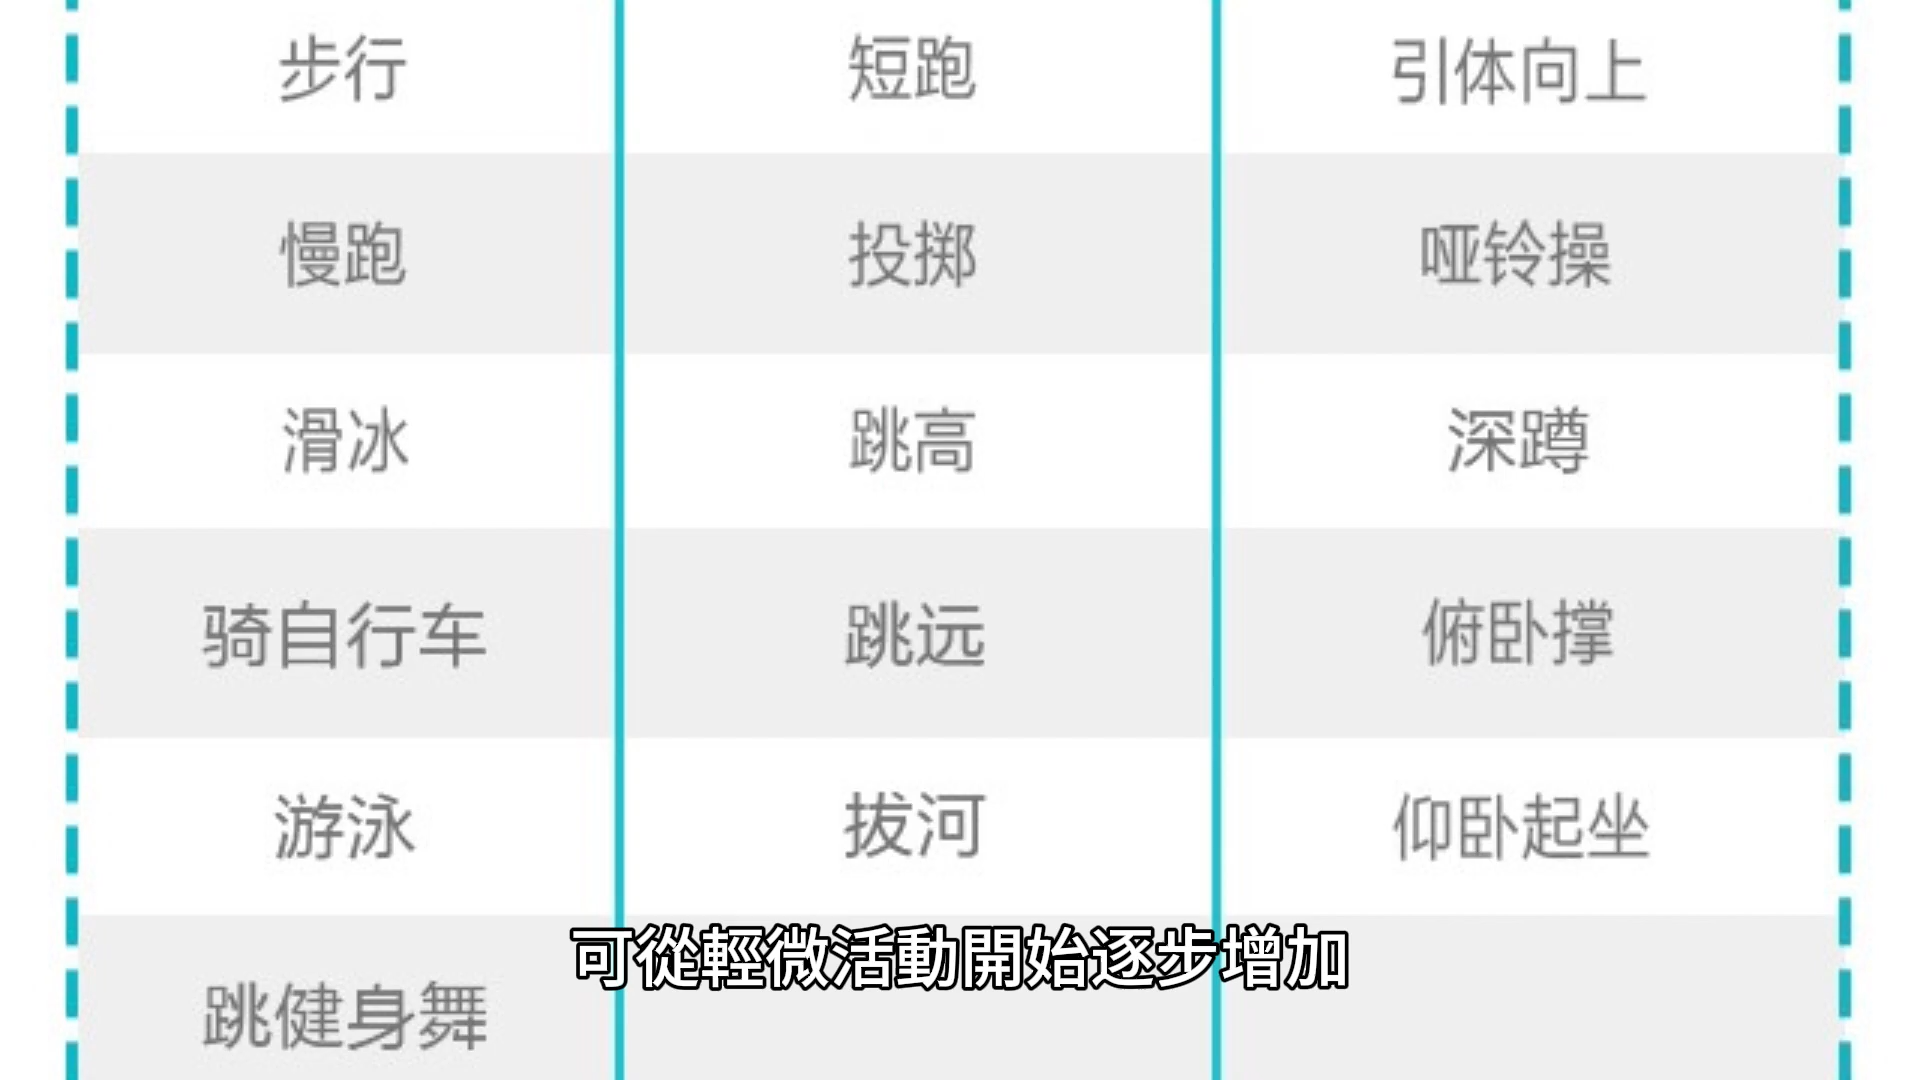 步行 短跑 引体向上
慢跑 投掷 哑铃操
滑冰 跳高 深蹲
骑自行车 跳远 俯卧撑
游泳 拔河 仰卧起坐
可從輕微活動開始逐步增加
跳健身舞